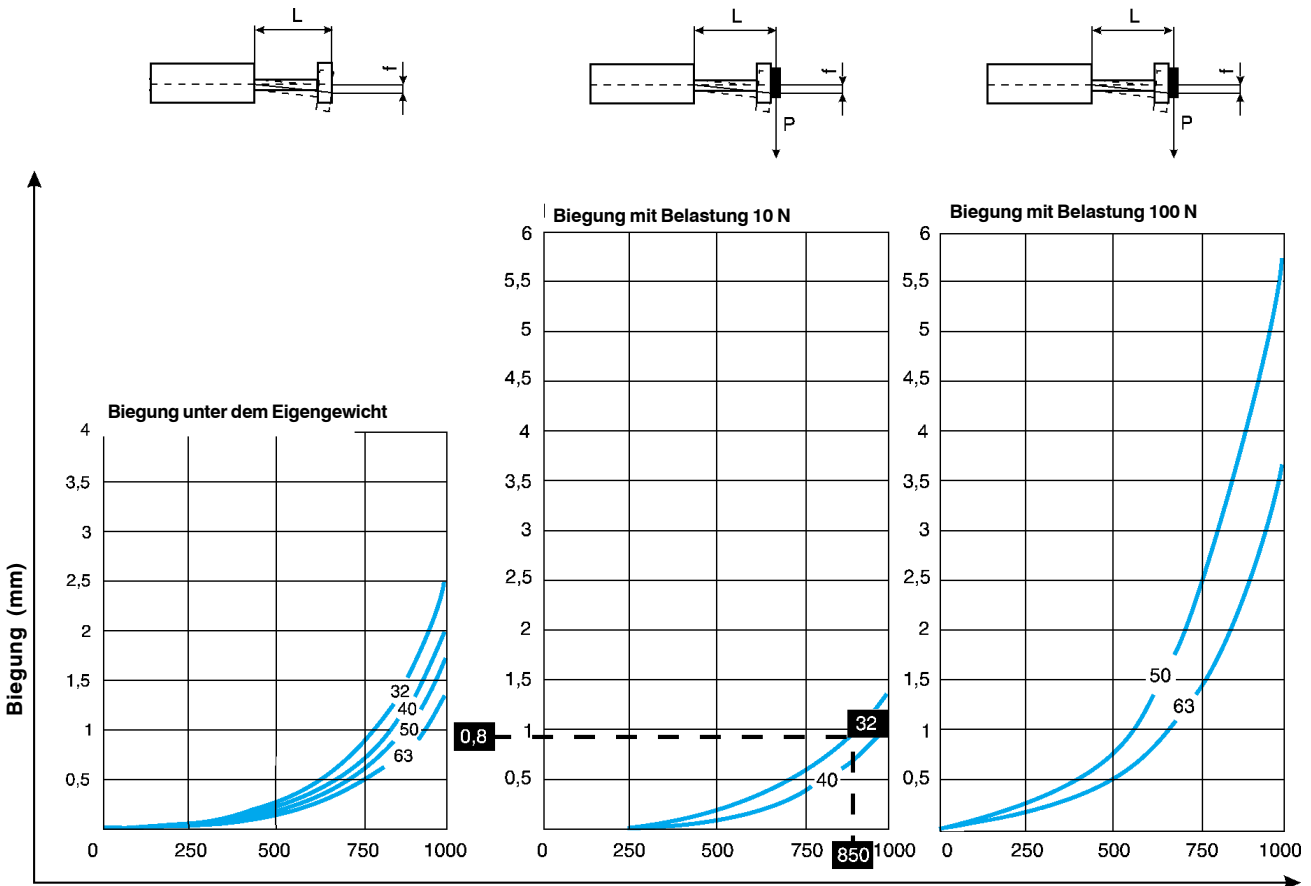 L
f
L
f
P
L
f
P
Biegung (mm)
Biegung unter dem Eigengewicht
4
3,5
3
2,5
2
1,5
1
0,5
32
40
50
63
0 250 500 750 1000
Biegung mit Belastung 10 N
6
5,5
5
4,5
4
3,5
3
2,5
2
1,5
1
0,5
0,8
32
40
0 250 500 750 850 1000
Biegung mit Belastung 100 N
6
5,5
5
4,5
4
3,5
3
2,5
2
1,5
1
0,5
50
63
0 250 500 750 1000